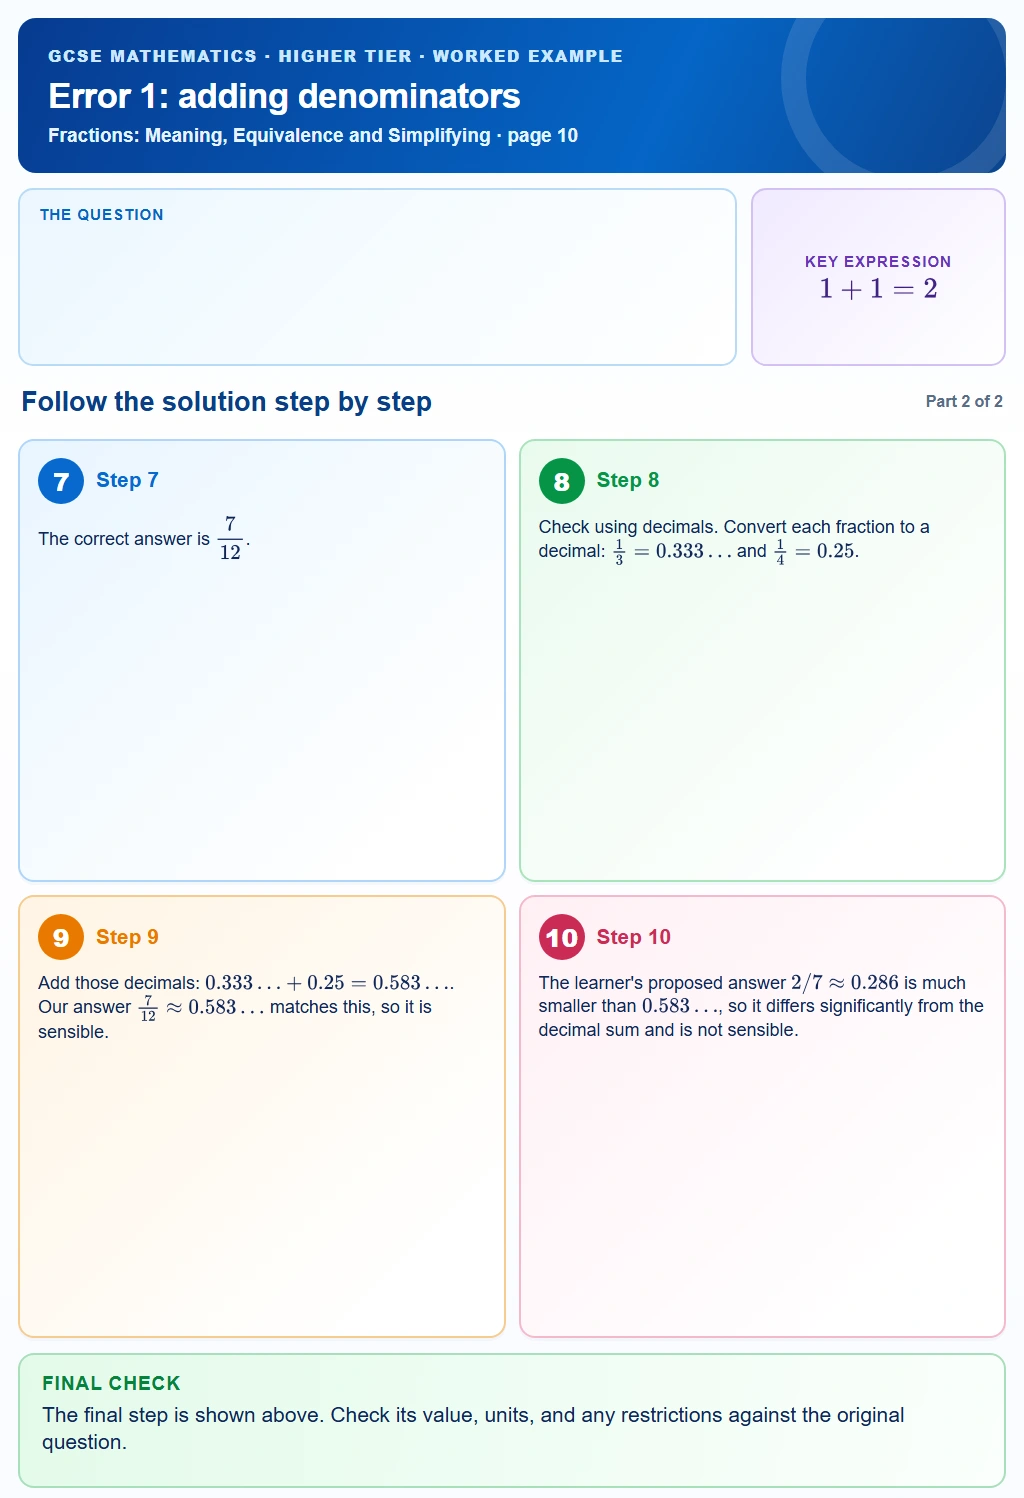 GCSE MATHEMATICS · HIGHER TIER · WORKED EXAMPLE
Error 1: adding denominators
Fractions: Meaning, Equivalence and Simplifying · page 10
THE QUESTION
KEY EXPRESSION
1 + 1 = 2
Follow the solution step by step
Part 2 of 2
7 Step 7
The correct answer is 7/12.
8 Step 8
Check using decimals. Convert each fraction to a
decimal: 1/3 = 0.333... and 1/4 = 0.25.
9 Step 9
Add those decimals: 0.333... + 0.25 = 0.583....
Our answer 7/12 ≈ 0.583... matches this, so it is
sensible.
10 Step 10
The learner's proposed answer 2/7 ≈ 0.286 is much
smaller than 0.583..., so it differs significantly from the
decimal sum and is not sensible.
FINAL CHECK
The final step is shown above. Check its value, units, and any restrictions against the original
question.